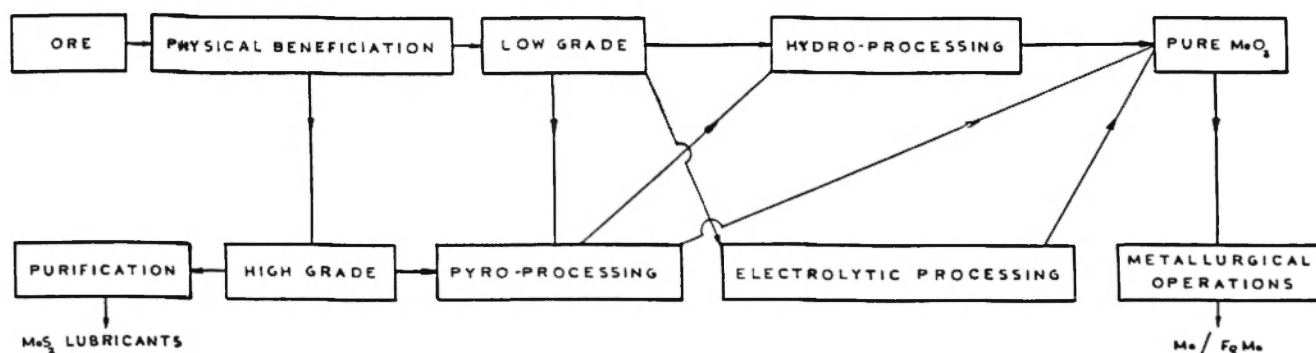 ORE
PHYSICAL BENEFICIATION
LOW GRADE
HYDRO-PROCESSING
PURE MoO₃
PURIFICATION
HIGH GRADE
PYRO-PROCESSING
ELECTROLYTIC PROCESSING
METALLURGICAL
OPERATIONS
MoS₂ LUBRICANTS
Mo / FeMo